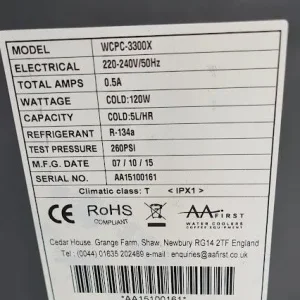 MODEL WCPC-3300X
ELECTRICAL 220-240V/50Hz
TOTAL AMPS 0.5A
WATTAGE COLD:120W
CAPACITY COLD:5L/HR
REFRIGERANT R-134a
TEST PRESSURE 260PSI
M.F.G. DATE 07 / 10 / 15
SERIAL NO. AA15100161
Climatic class: T < IPX1 >
CE RoHS COMPLIANT AA FIRST
WATER COOLERS
COFFEE EQUIPMENT
Cedar House, Grange Farm, Shaw, Newbury RG14 2TF England
Tel : (0044) 01635 202469 e-mail : enquiries@aafirst.co.uk
*AA15100161*